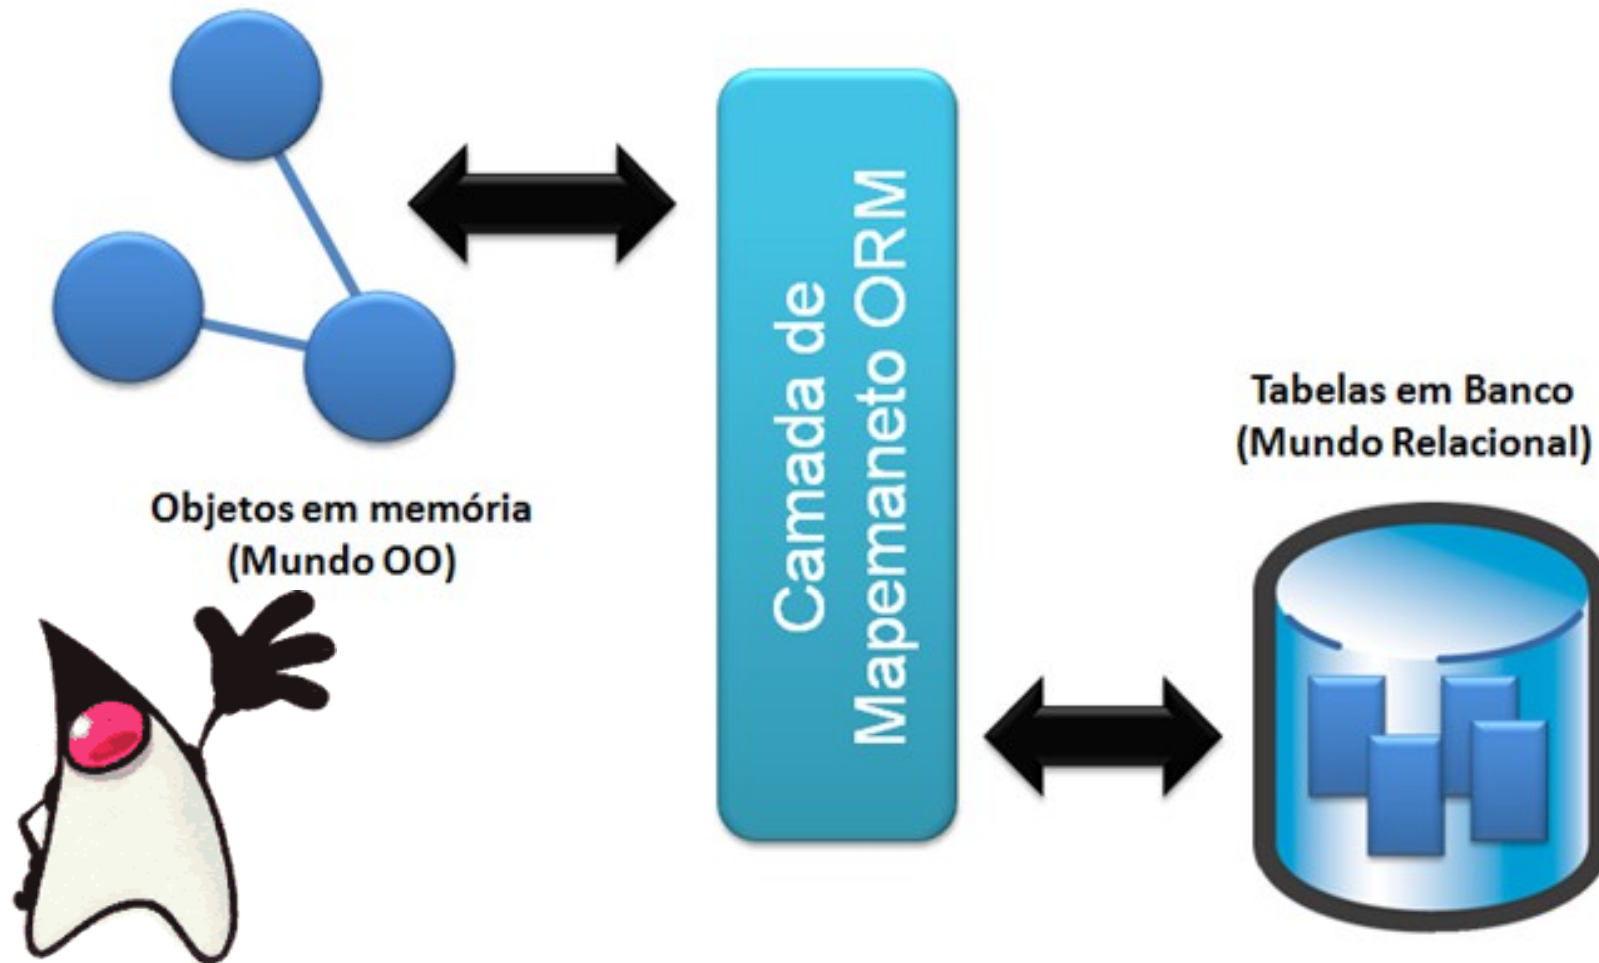 Objetos em memória
(Mundo OO)
Camada de
Mapemaneto ORM
Tabelas em Banco
(Mundo Relacional)